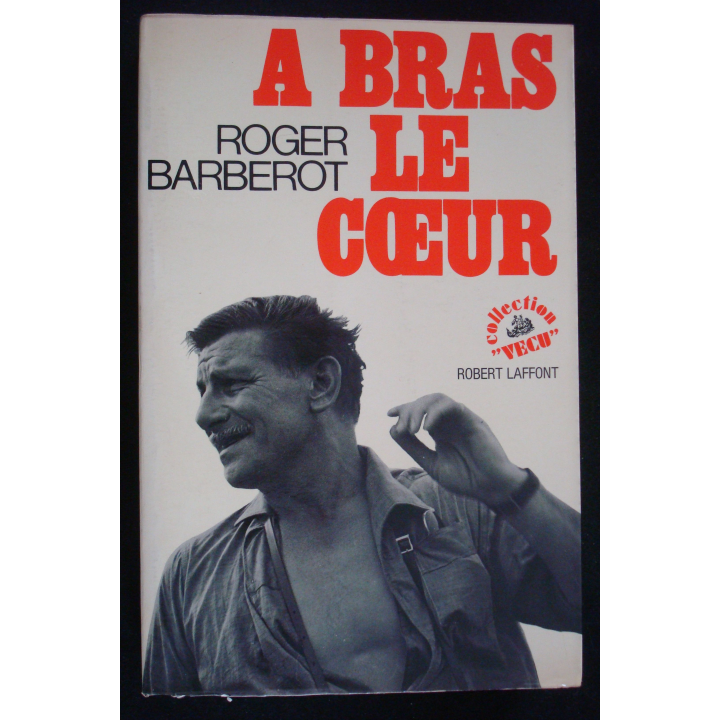 A BRAS
LE
CŒUR
ROGER
BARBEROT
collection
"VECU"
ROBERT LAFFONT